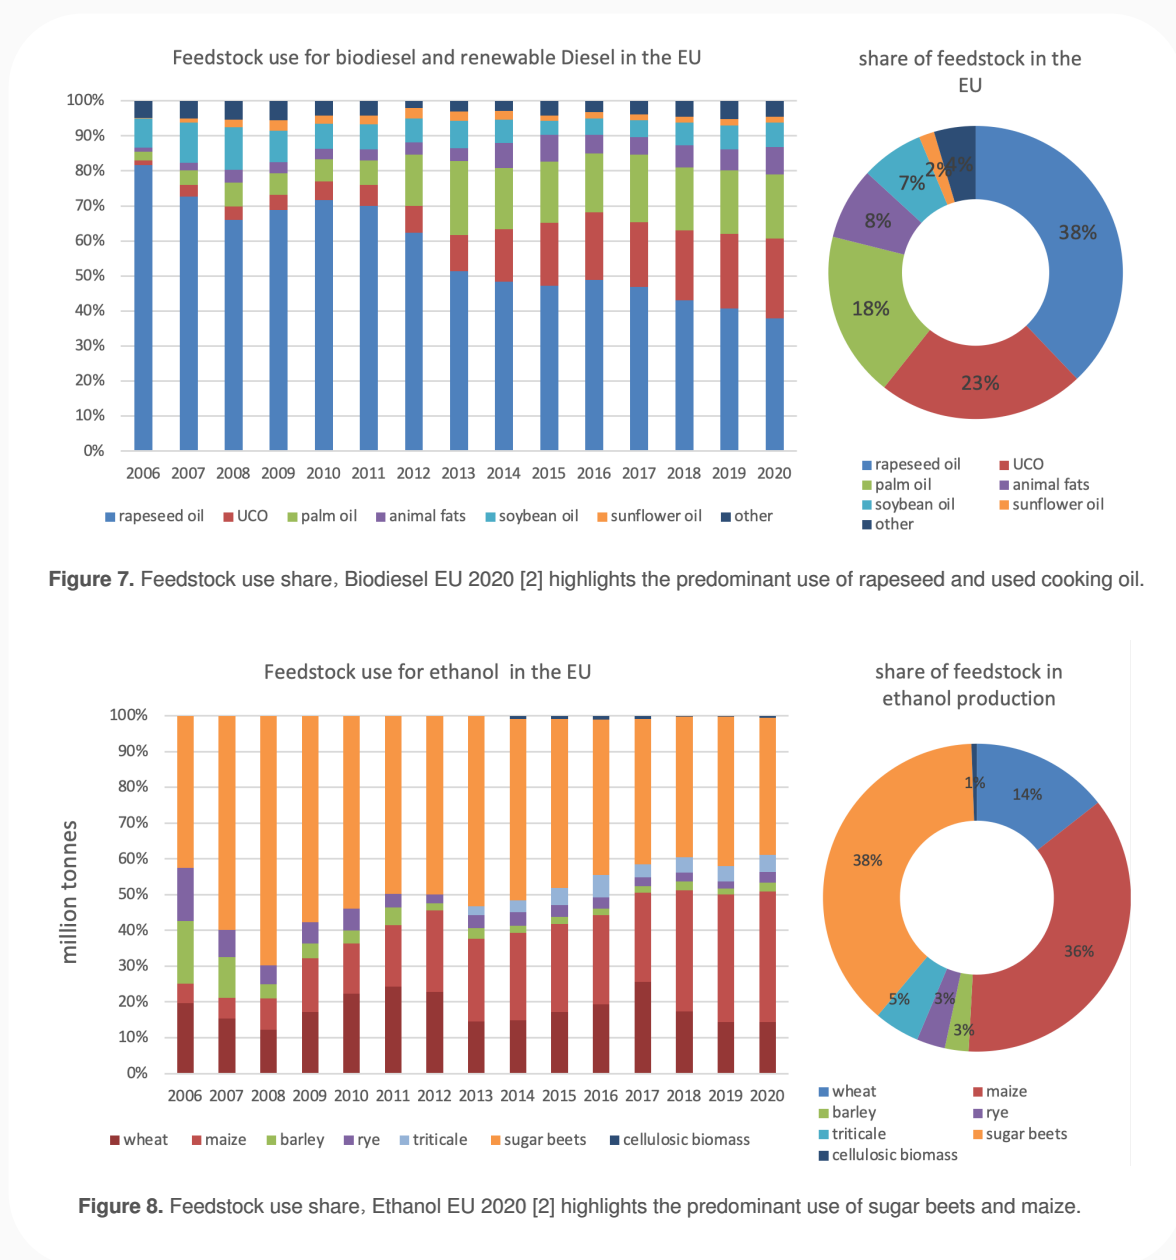 Feedstock use for biodiesel and renewable Diesel in the EU
100%
90%
80%
70%
60%
50%
40%
30%
20%
10%
0%
2006 2007 2008 2009 2010 2011 2012 2013 2014 2015 2016 2017 2018 2019 2020
rapeseed oil UCO palm oil animal fats soybean oil sunflower oil other
share of feedstock in the
EU
38%
23%
18%
8%
7%
2%
4%
rapeseed oil UCO
palm oil animal fats
soybean oil sunflower oil
other
Figure 7. Feedstock use share, Biodiesel EU 2020 [2] highlights the predominant use of rapeseed and used cooking oil.
Feedstock use for ethanol in the EU
million tonnes
100%
90%
80%
70%
60%
50%
40%
30%
20%
10%
0%
2006 2007 2008 2009 2010 2011 2012 2013 2014 2015 2016 2017 2018 2019 2020
wheat maize barley rye triticale sugar beets cellulosic biomass
share of feedstock in
ethanol production
1%
14%
38%
36%
5%
3%
3%
wheat maize
barley rye
triticale sugar beets
cellulosic biomass
Figure 8. Feedstock use share, Ethanol EU 2020 [2] highlights the predominant use of sugar beets and maize.